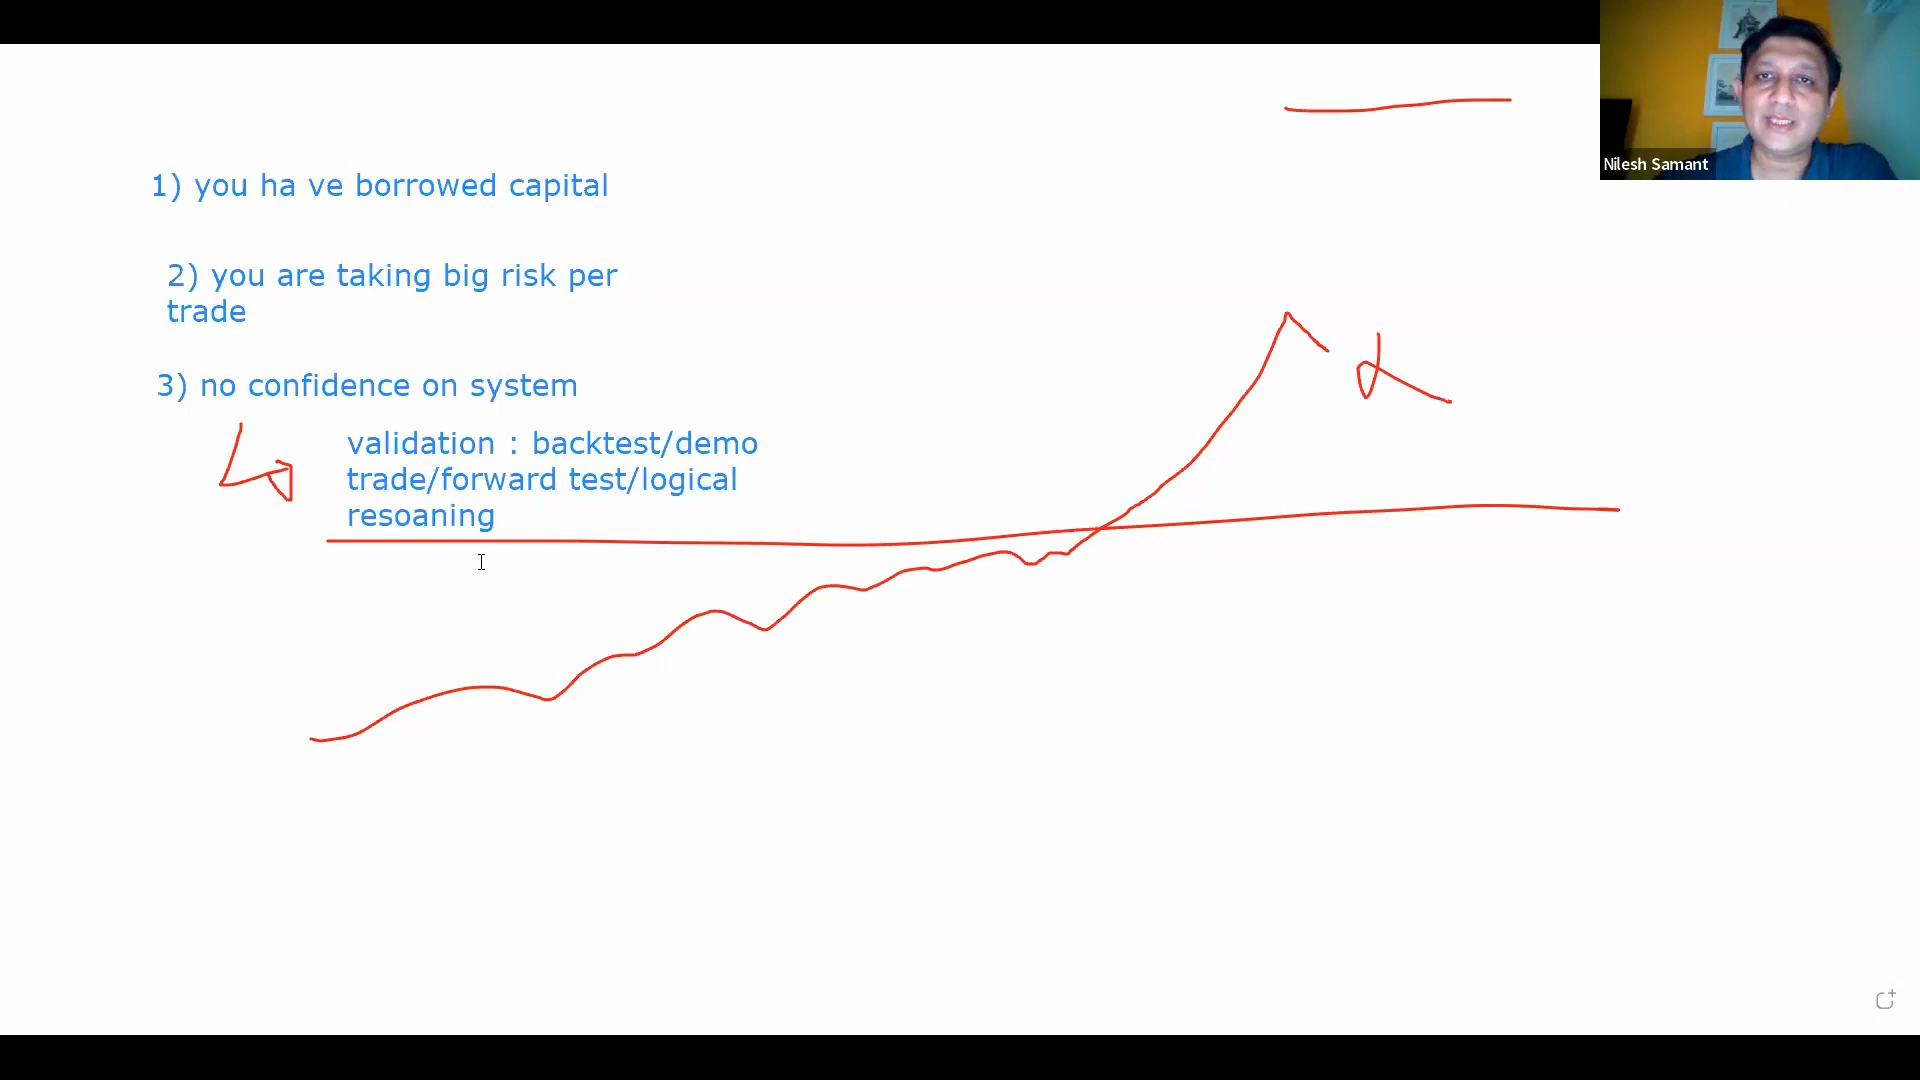 Nilesh Samant
1) you ha ve borrowed capital
2) you are taking big risk per
trade
3) no confidence on system
validation : backtest/demo
trade/forward test/logical
resoaning